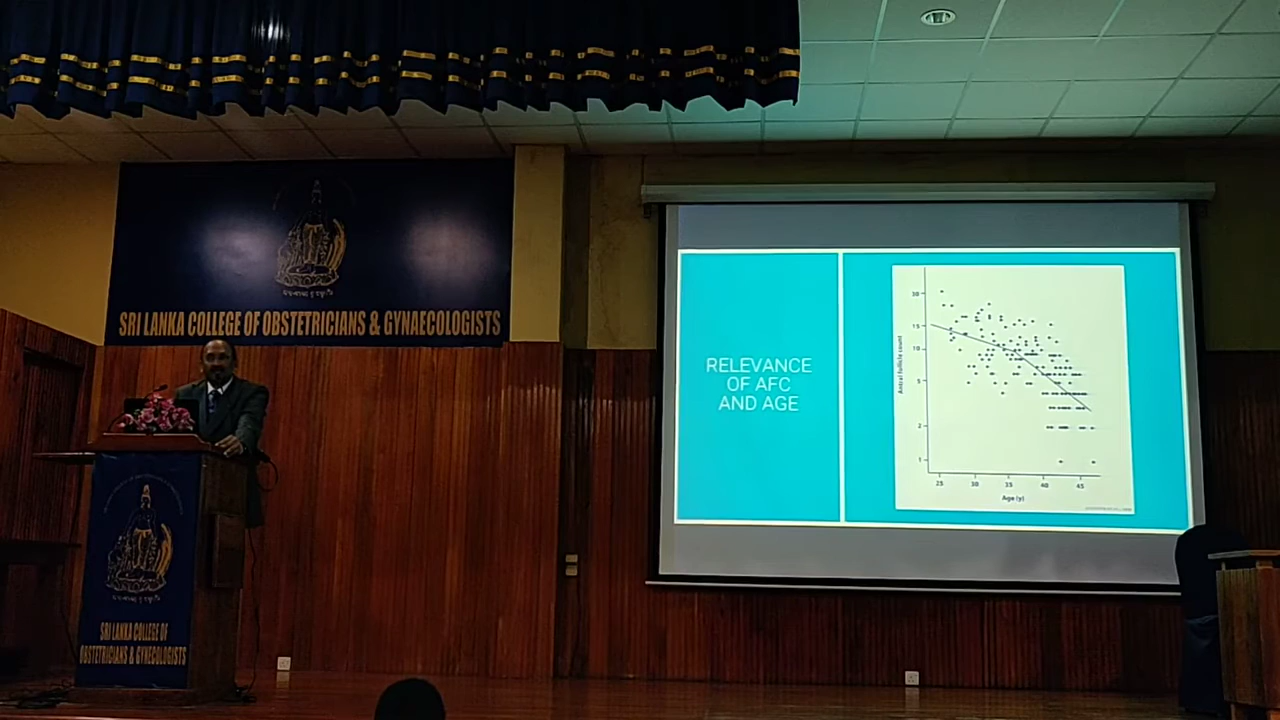 SRI LANKA COLLEGE OF OBSTETRICIANS & GYNAECOLOGISTS
SRI LANKA COLLEGE OF
OBSTETRICIANS & GYNECOLOGISTS
RELEVANCE
OF AFC
AND AGE
Antral follicle count
15
10
5
2
1
25 30 35 40 45
Age (y)